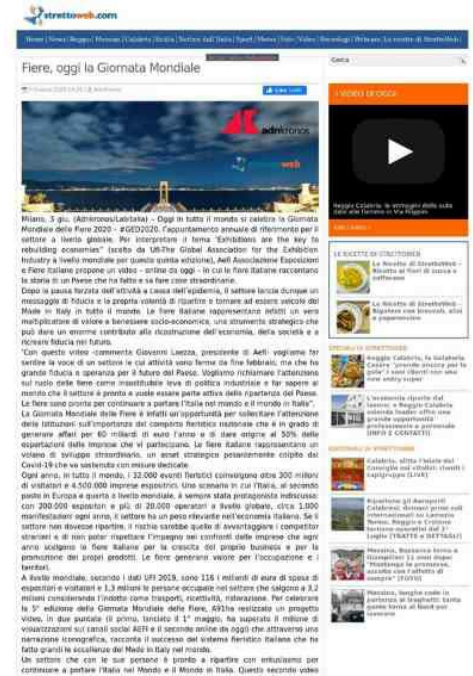 strettoweb.com
Fiere, oggi la Giornata Mondiale
Cerca
adnkronos
web
I VIDEO DI OGGI
Reggio Calabria, le immagini della auto
Milano, 3 giu. (Adnkronos/Labitalia) - Oggi in tutto il mondo si celebra la Giornata
Mondiale delle Fiere 2020 - #GED2020, l'appuntamento annuale di riferimento per il
settore a livello globale. Per interpretare il tema "Exhibitions are the key to
rebuilding economies" (scelto da Ufi-The Global Association for the Exhibition
Industry a livello mondiale per questa quinta edizione), Aefi Associazione Esposizioni
e Fiere Italiane propone un video - online da oggi - in cui le fiere italiane raccontano
la storia di un Paese che ha fatto e sa fare cose straordinarie.
Dopo la pausa forzata dell'attività a causa dell'epidemia, il settore lancia dunque un
messaggio di fiducia e la propria volontà di ripartire e tornare ad essere veicolo del
Made in Italy in tutto il mondo. Le fiere italiane rappresentano infatti un vero
moltiplicatore di valore e benessere socio-economico, uno strumento strategico che
può dare un enorme contributo alla ricostruzione dell'economia, della società e a
ricreare fiducia nel futuro.
"Con questo video -commenta Giovanni Laezza, presidente di Aefi- vogliamo far
sentire la voce di un settore le cui attività sono ferme da fine febbraio, ma che ha
grande fiducia e speranza per il futuro del Paese. Vogliamo richiamare l'attenzione
sul ruolo delle fiere come insostituibile leva di politica industriale e far sapere al
mondo che il settore è pronto a vuole essere parte attiva della ripartenza del Paese.
Le fiere sono pronte per continuare a portare l'Italia nel mondo e il mondo in Italia".
La Giornata Mondiale delle Fiere è infatti un'opportunità per sollecitare l'attenzione
delle istituzioni sull'importanza del comparto fieristico nazionale che è in grado di
generare affari per 60 miliardi di euro l'anno e di dare origine al 50% delle
esportazioni delle imprese che vi partecipano. Le fiere italiane rappresentano un
volano di sviluppo straordinario, un asset strategico pesantemente colpito dal
Covid-19 che va sostenuto con misure dedicate.
Ogni anno, in tutto il mondo, i 32.000 eventi fieristici coinvolgono oltre 300 milioni
di visitatori e 4.500.000 imprese espositrici. Uno scenario in cui l'Italia, al secondo
posto in Europa e quarta a livello mondiale, è sempre stata protagonista indiscussa:
con 200.000 espositori e più di 20.000 operatori a livello globale, circa 1.000
manifestazioni ogni anno, il settore ha un peso rilevante nell'economia italiana. Se il
settore non dovesse ripartire, il rischio sarebbe quello di avvantaggiare i competitor
stranieri e di non poter rispettare l'impegno nei confronti delle imprese che ogni
anno scelgono le fiere italiane per la crescita del proprio business e per la
promozione dei propri prodotti. Le fiere generano valore per l'occupazione e i
territori.
A livello mondiale, secondo i dati UFI 2019, sono 116 i miliardi di euro di spesa di
espositori e visitatori e 1,3 milioni le persone occupate nel settore che salgono a 3,2
milioni considerando l'indotto come trasporti, ricettività, ristorazione. Per celebrare
la 5° edizione della Giornata Mondiale delle Fiere, A91ha realizzato un progetto
video, in due puntate (il primo, lanciato il 1° maggio, ha superato il milione di
visualizzazioni sui canali social AEFI e il secondo online da oggi) che attraverso una
narrazione iconografica, racconta il successo del sistema fieristico italiano che ha
fatto grandi le eccellenze del Made in Italy nel mondo.
Un settore che con le sue persone è pronto a ripartire con entusiasmo per
continuare a portare l'Italia nel Mondo e il Mondo in Italia. Questo secondo video
LE RICETTE DI STRETTOWEB
Le Ricette di StrettoWeb -
Le Ricette di StrettoWeb -